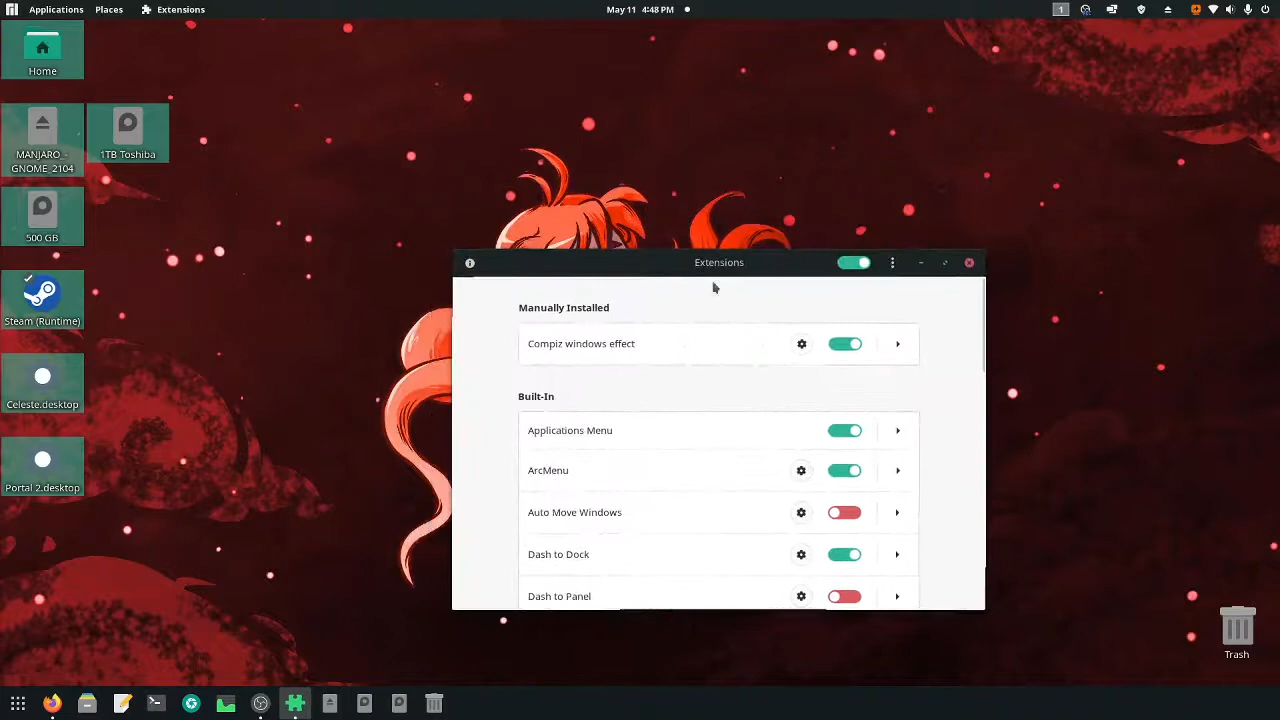 Applications Places Extensions May 11 4:48 PM 1
Home
MANJARO -
GNOME_2104
1TB Toshiba
500 GB
Steam (Runtime)
Celeste.desktop
Portal 2.desktop
Extensions
Manually Installed
Compiz windows effect
Built-In
Applications Menu
ArcMenu
Auto Move Windows
Dash to Dock
Dash to Panel
Trash